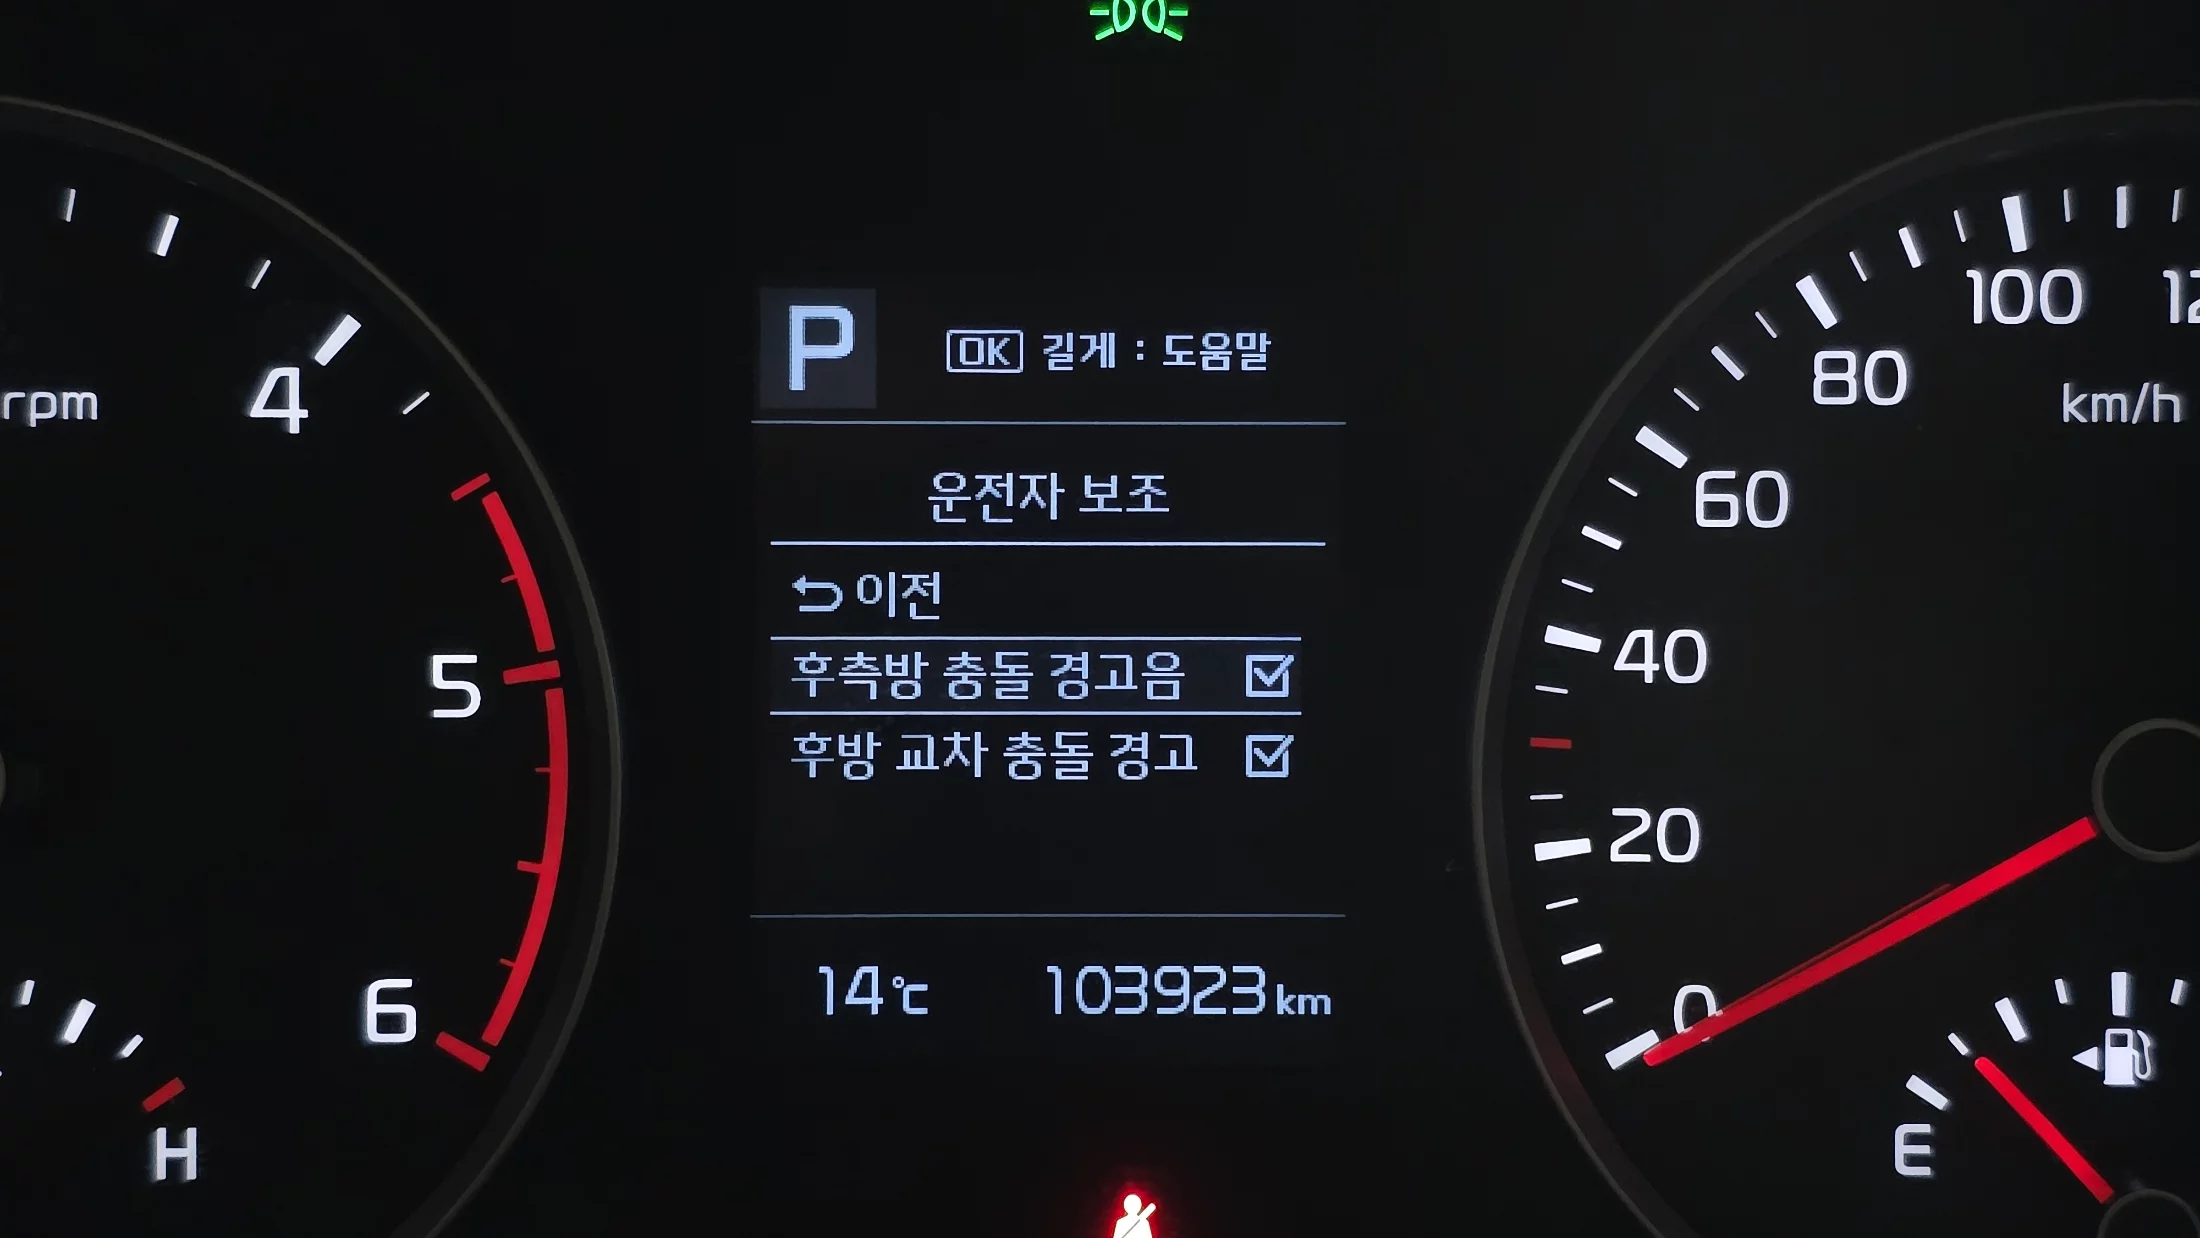 P
OK 길게 : 도움말
운전자 보조
이전
후측방 충돌 경고음
후방 교차 충돌 경고
14℃ 103923km
rpm
4
5
6
H
100
80
km/h
60
40
20
0
E